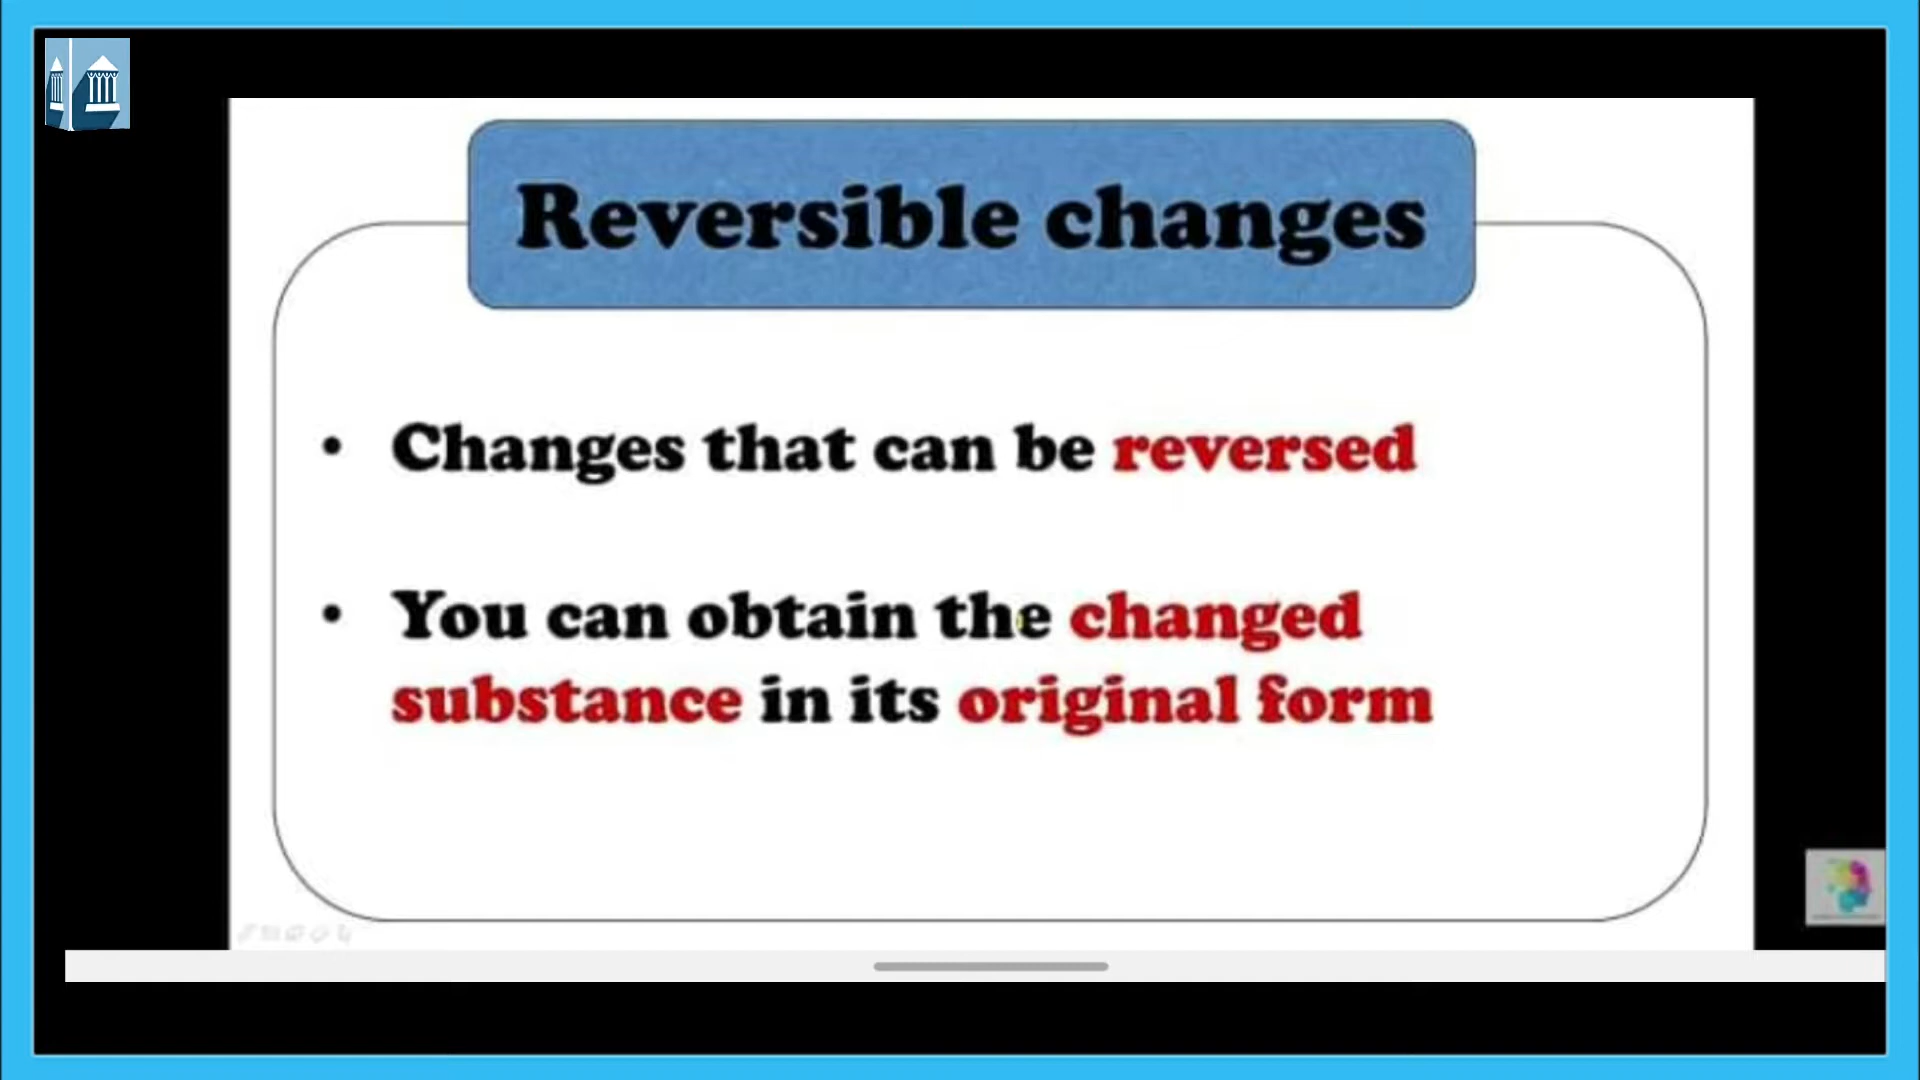 Reversible changes
• Changes that can be reversed
• You can obtain the changed
substance in its original form